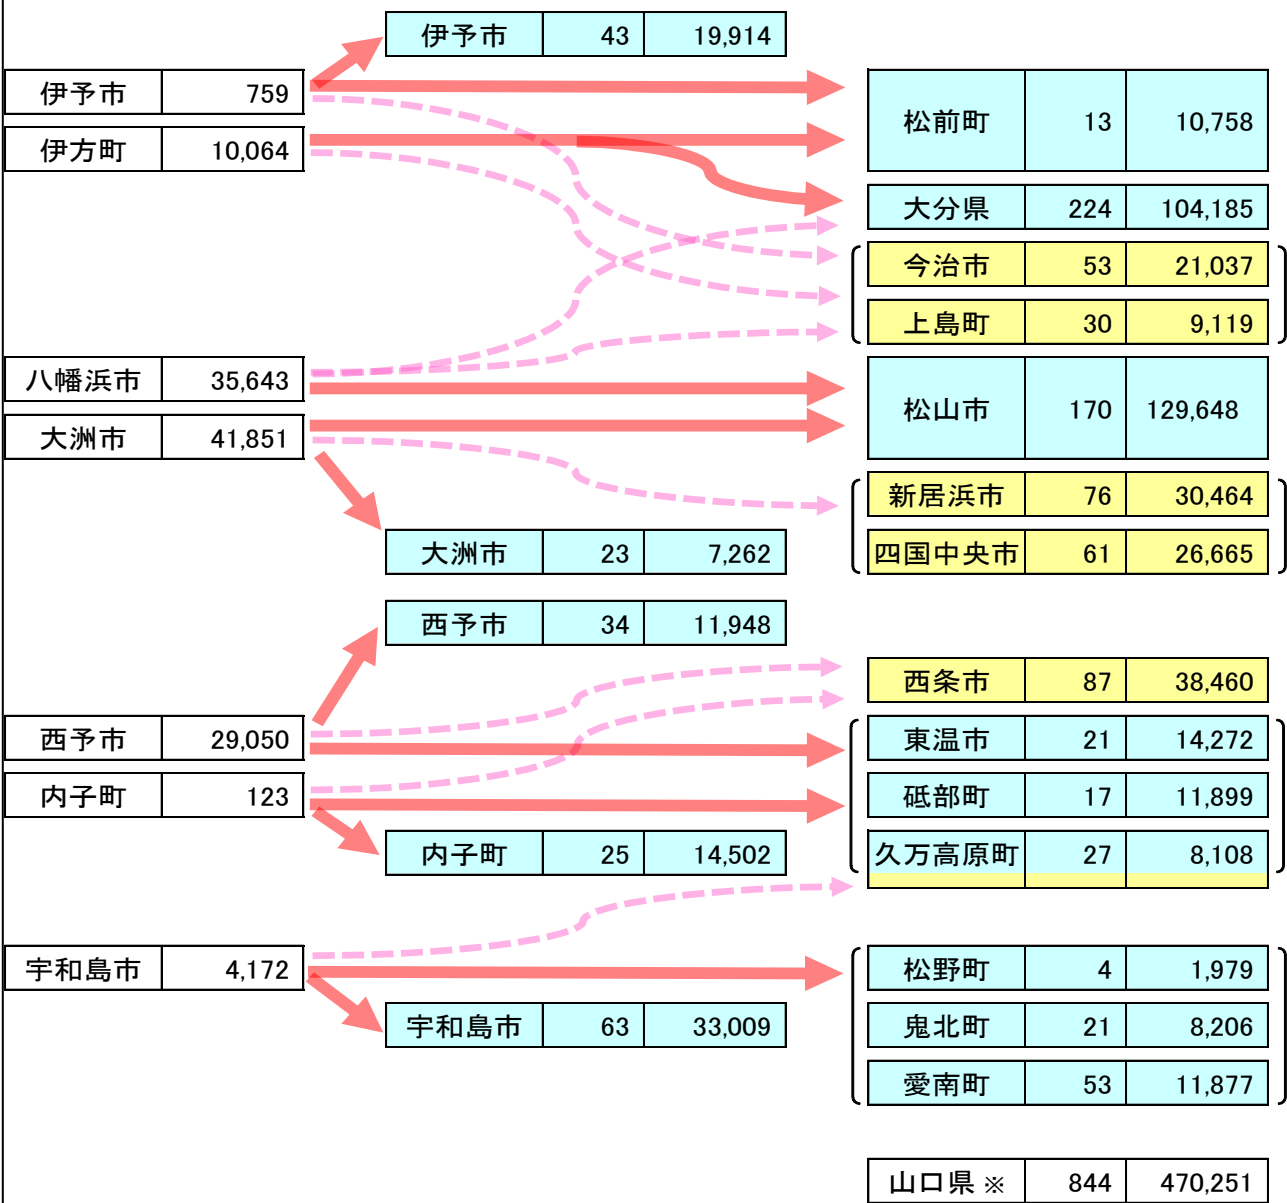 伊予市 43 19,914
伊予市 759
松前町 13 10,758
伊方町 10,064
大分県 224 104,185
今治市 53 21,037
上島町 30 9,119
八幡浜市 35,643
松山市 170 129,648
大洲市 41,851
新居浜市 76 30,464
大洲市 23 7,262
四国中央市 61 26,665
西予市 34 11,948
西条市 87 38,460
西予市 29,050
東温市 21 14,272
内子町 123
砥部町 17 11,899
内子町 25 14,502
久万高原町 27 8,108
宇和島市 4,172
松野町 4 1,979
宇和島市 63 33,009
鬼北町 21 8,206
愛南町 53 11,877
山口県 ※ 844 470,251